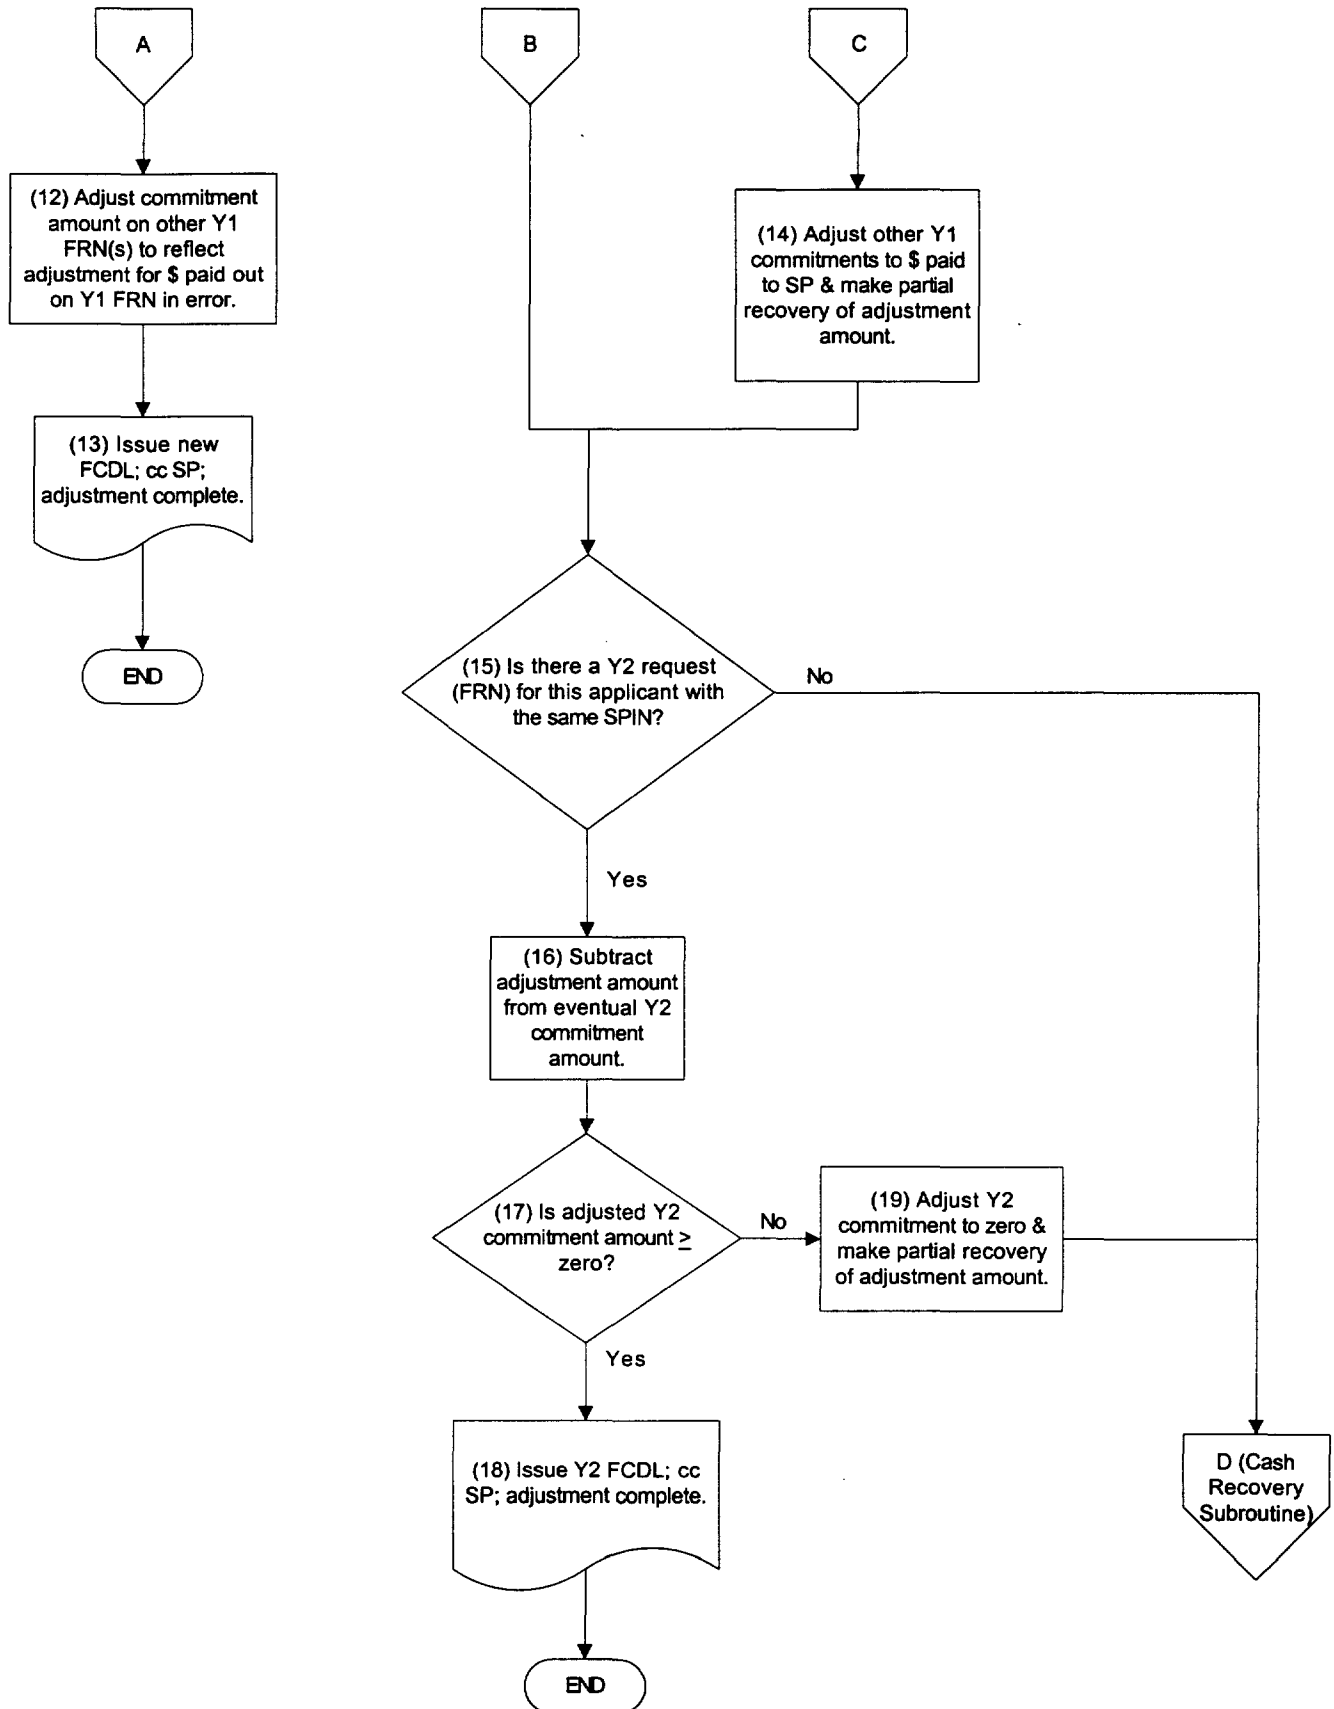 A
B
C
(12) Adjust commitment
amount on other Y1
FRN(s) to reflect
adjustment for $ paid out
on Y1 FRN in error.
(14) Adjust other Y1
commitments to $ paid
to SP & make partial
recovery of adjustment
amount.
(13) Issue new
FCDL; cc SP;
adjustment complete.
END
(15) Is there a Y2 request
(FRN) for this applicant with
the same SPIN?
No
Yes
(16) Subtract
adjustment amount
from eventual Y2
commitment
amount.
(17) Is adjusted Y2
commitment amount ≥
zero?
No
(19) Adjust Y2
commitment to zero &
make partial recovery
of adjustment amount.
Yes
(18) Issue Y2 FCDL; cc
SP; adjustment complete.
D (Cash
Recovery
Subroutine)
END